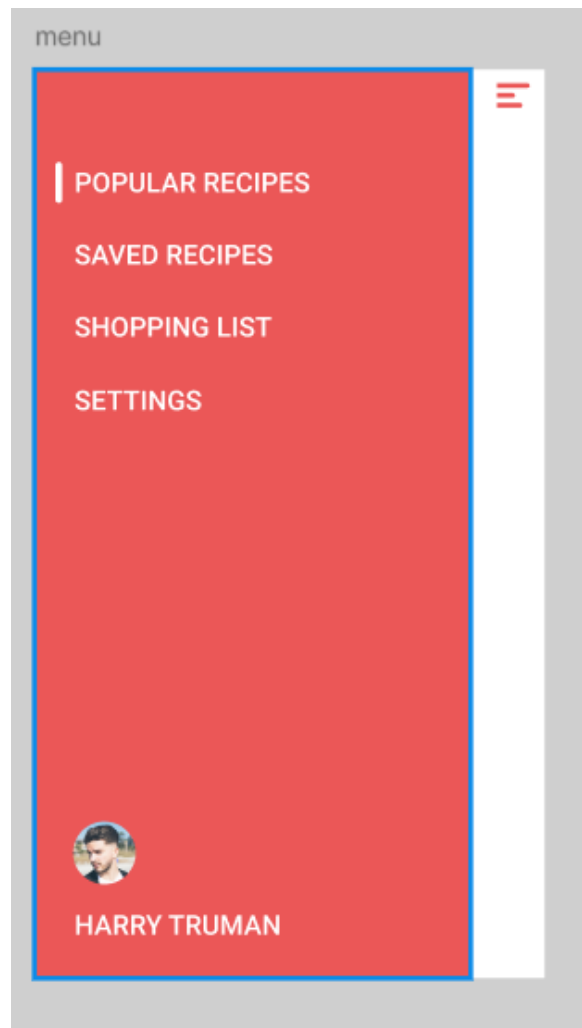 menu
POPULAR RECIPES
SAVED RECIPES
SHOPPING LIST
SETTINGS
HARRY TRUMAN